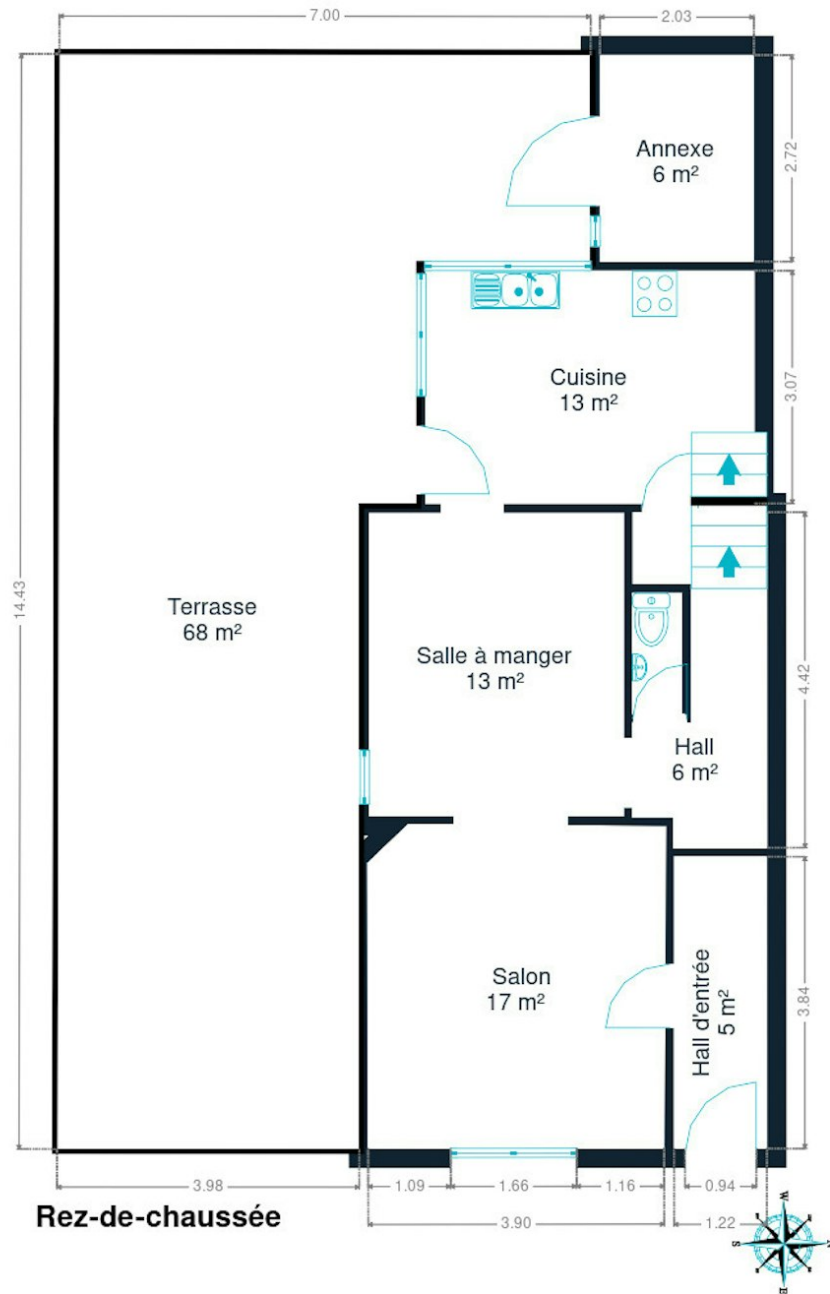 7.00
2.03
Annexe
6 m²
2.72
Cuisine
13 m²
3.07
14.43
Terrasse
68 m²
Salle à manger
13 m²
4.42
Hall
6 m²
Salon
17 m²
Hall d'entrée
5 m²
3.84
3.98
1.09
1.66
1.16
0.94
3.90
1.22
Rez-de-chaussée
W
S
N
E